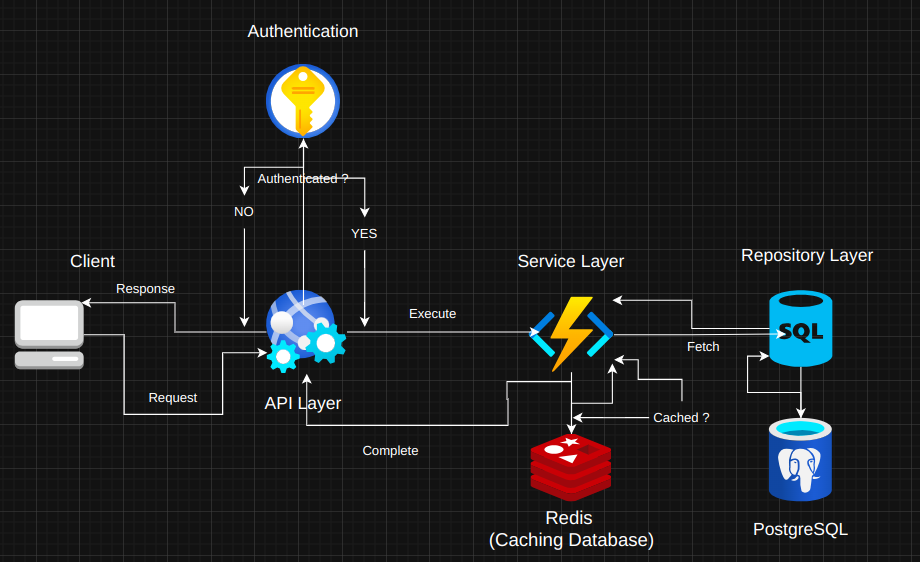 Authentication
Authenticated ?
NO
YES
Client
Service Layer
Repository Layer
Response
Execute
SQL
Fetch
Request
API Layer
Cached ?
Complete
Redis
(Caching Database)
PostgreSQL